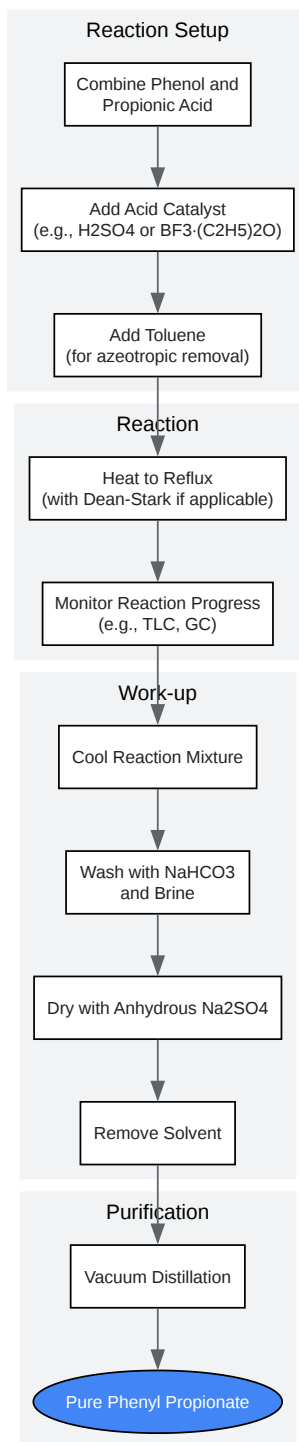 Reaction Setup
Combine Phenol and
Propionic Acid
Add Acid Catalyst
(e.g., H2SO4 or BF3·(C2H5)2O)
Add Toluene
(for azeotropic removal)
Reaction
Heat to Reflux
(with Dean-Stark if applicable)
Monitor Reaction Progress
(e.g., TLC, GC)
Work-up
Cool Reaction Mixture
Wash with NaHCO3
and Brine
Dry with Anhydrous Na2SO4
Remove Solvent
Purification
Vacuum Distillation
Pure Phenyl Propionate